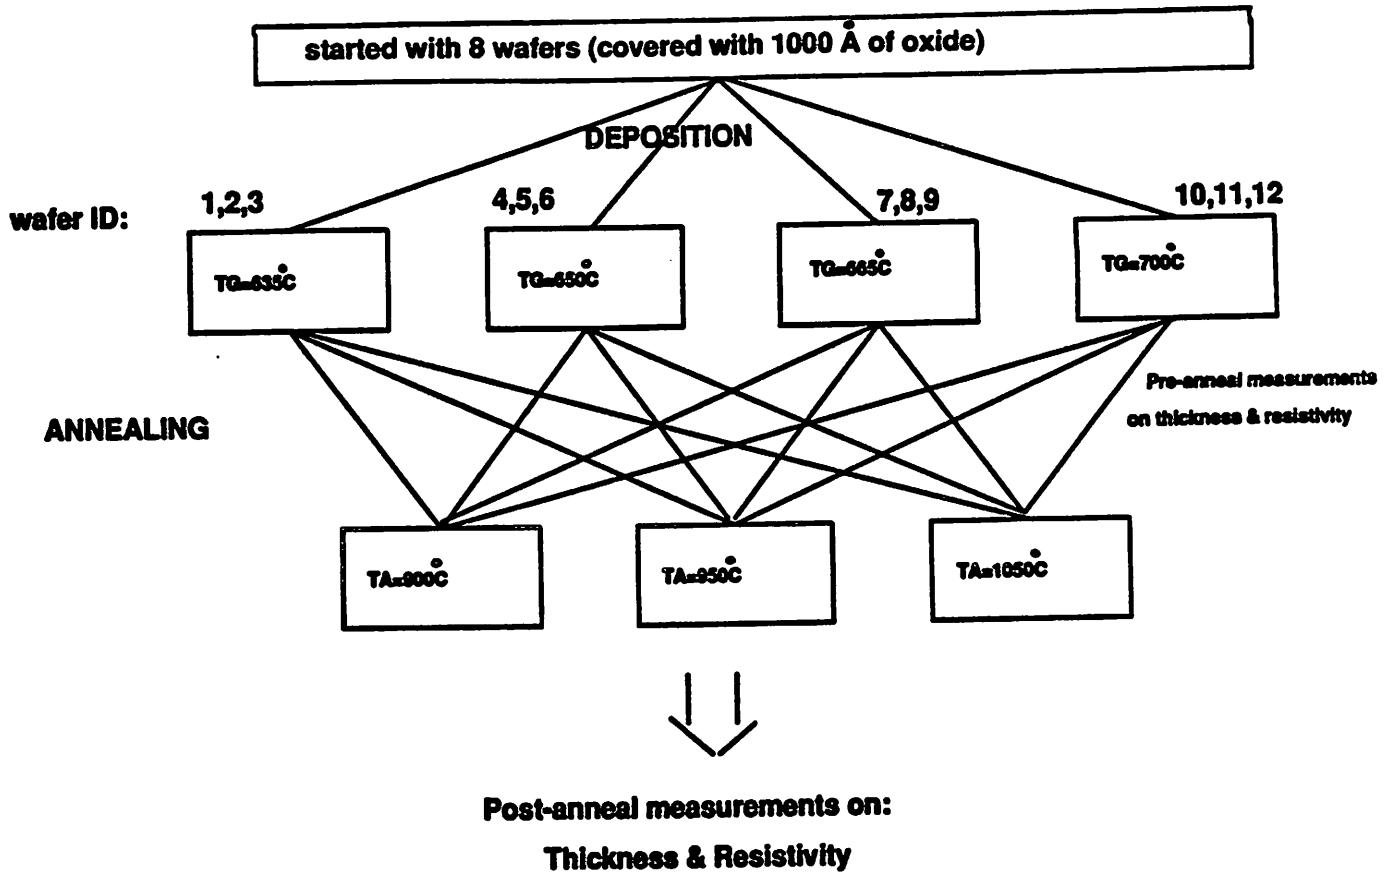 started with 8 wafers (covered with 1000 Å of oxide)
DEPOSITION
wafer ID:
1,2,3
4,5,6
7,8,9
10,11,12
TG=635°C
TG=650°C
TG=665°C
TG=700°C
Pre-anneal measurements
on thickness & resistivity
ANNEALING
TA=900°C
TA=950°C
TA=1050°C
Post-anneal measurements on:
Thickness & Resistivity